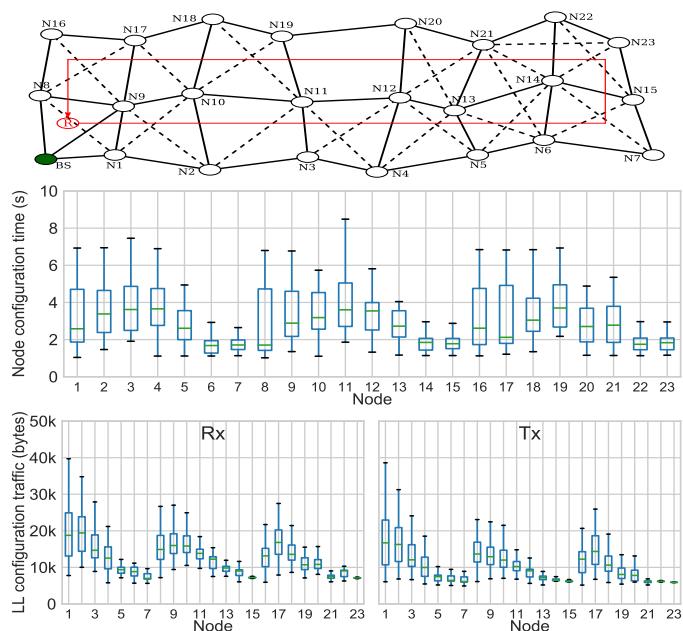 N16
N17
N18
N19
N20
N21
N22
N23
N8
N9
N10
N11
N12
N13
N14
N15
R
BS
N1
N2
N3
N4
N5
N6
N7
Node configuration time (s)
10
8
6
4
2
0
1 2 3 4 5 6 7 8 9 10 11 12 13 14 15 16 17 18 19 20 21 22 23
Node
LL configuration traffic (bytes)
50k
40k
30k
20k
10k
0
Rx
1 3 5 7 9 11 13 15 17 19 21 23
Node
Tx
1 3 5 7 9 11 13 15 17 19 21 23
Node